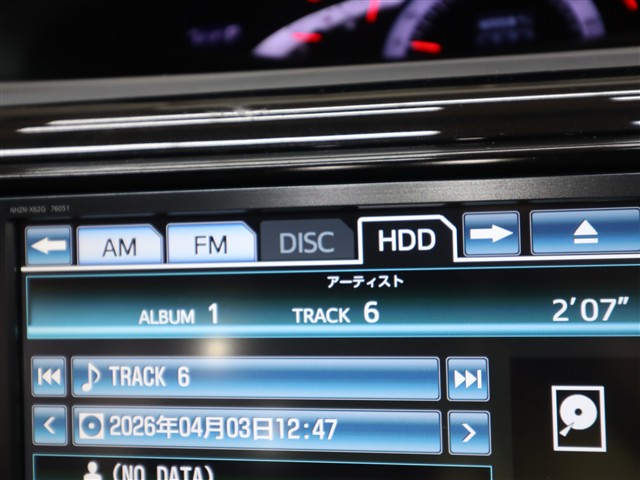 NHZN-X62G 76051
AM FM DISC HDD
アーティスト
ALBUM 1 TRACK 6 2'07"
TRACK 6
2026年04月03日12:47
(NO DATA)